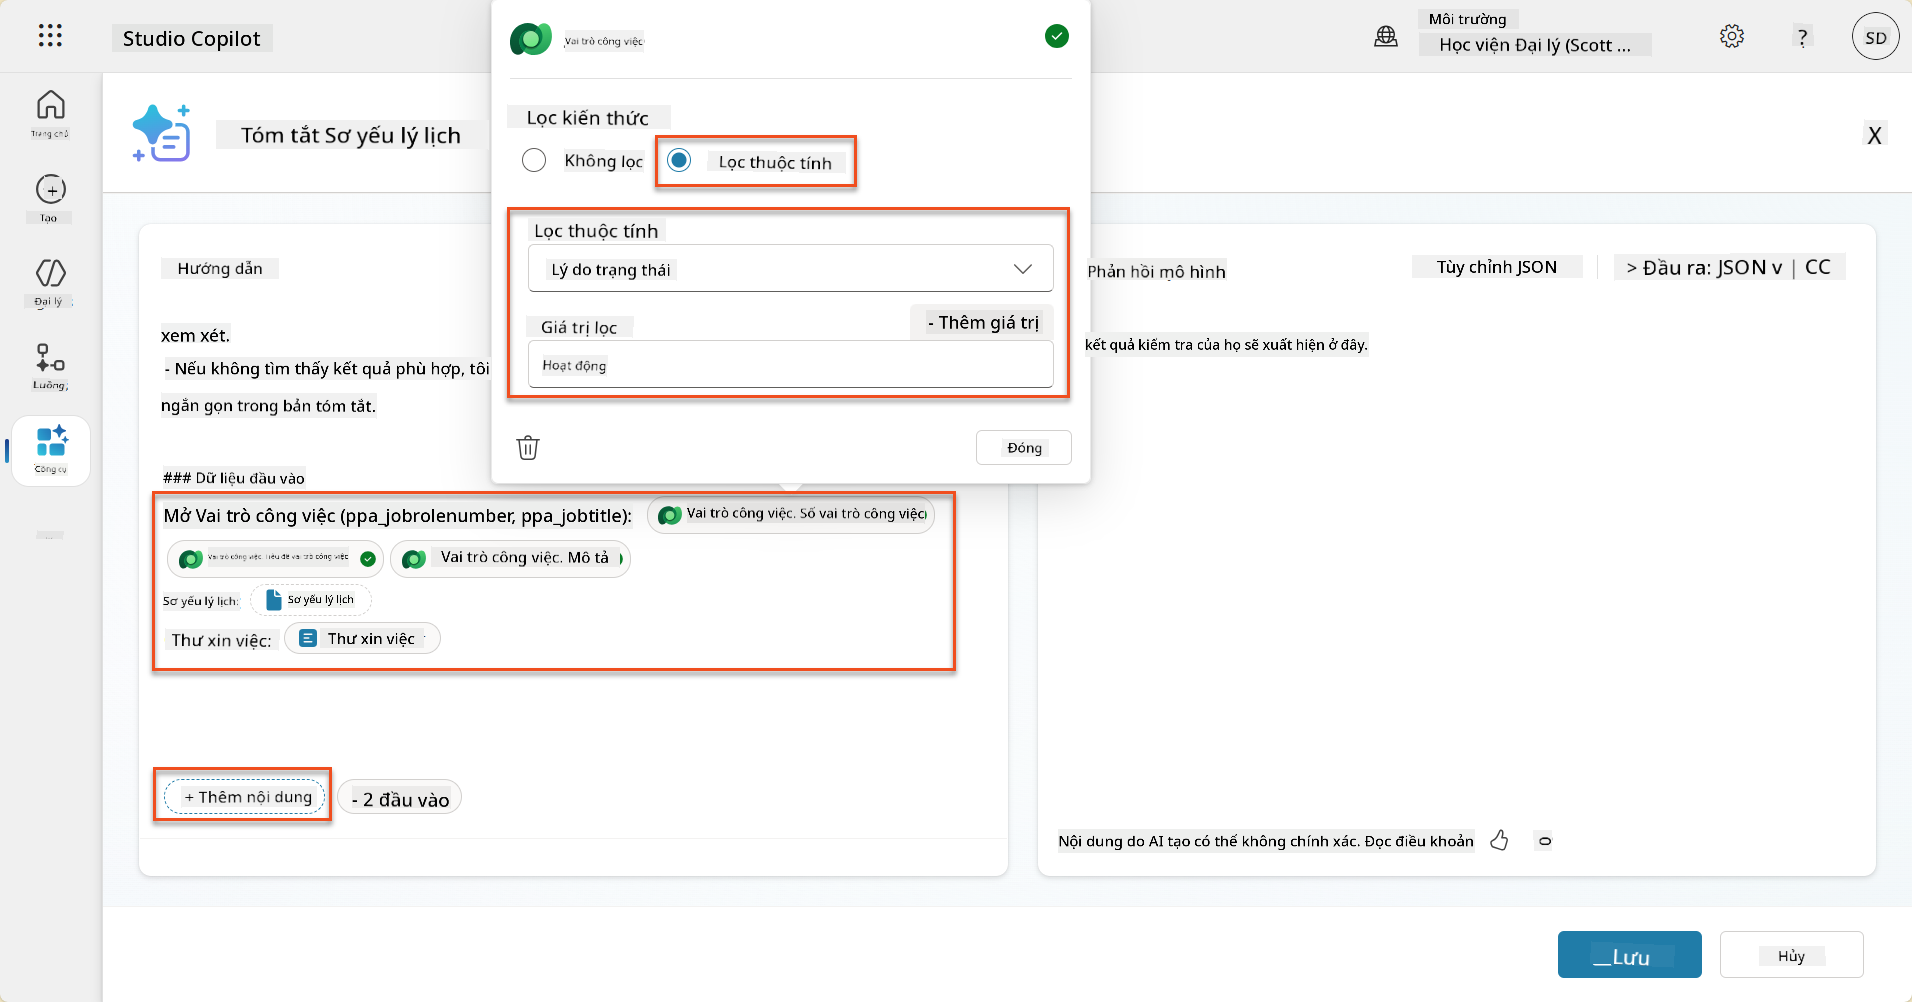 Studio Copilot
Môi trường
Học viện Đại lý (Scott ...
?
SD
Trang chủ
Tạo
Đại lý
Luồng;
Công cụ
Tóm tắt Sơ yếu lý lịch
X
Vai trò công việc
Lọc kiến thức
Không lọc
Lọc thuộc tính
Lọc thuộc tính
Lý do trạng thái
Giá trị lọc
- Thêm giá trị
Hoạt động
Đóng
Hướng dẫn
xem xét.
- Nếu không tìm thấy kết quả phù hợp, tôi
ngắn gọn trong bản tóm tắt.
### Dữ liệu đầu vào
Mở Vai trò công việc (ppa_jobrolenumber, ppa_jobtitle): Vai trò công việc. Số vai trò công việc
Vai trò công việc. Tiêu đề vai trò công việc Vai trò công việc. Mô tả
Sơ yếu lý lịch: Sơ yếu lý lịch
Thư xin việc: Thư xin việc
+ Thêm nội dung
- 2 đầu vào
Phản hồi mô hình
Tùy chỉnh JSON
> Đầu ra: JSON v | CC
kết quả kiểm tra của họ sẽ xuất hiện ở đây.
Nội dung do AI tạo có thể không chính xác. Đọc điều khoản
__Lưu
Hủy